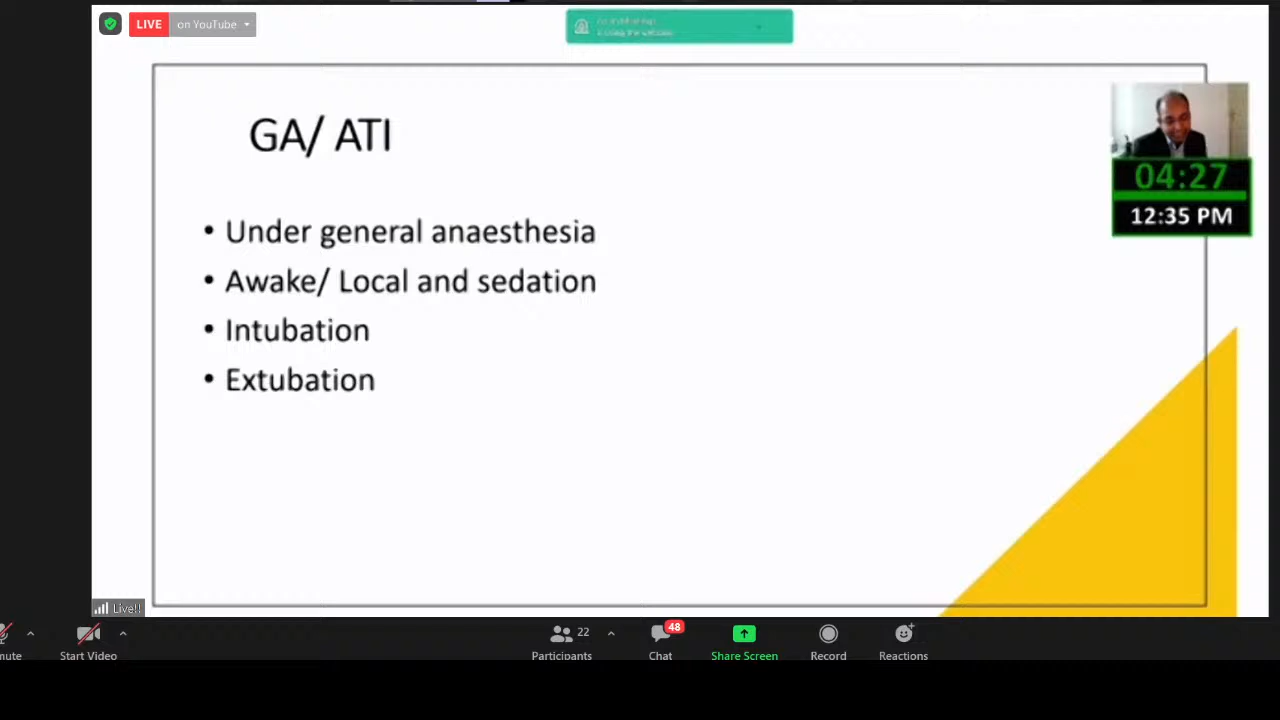 LIVE on YouTube
GA/ ATI
• Under general anaesthesia
• Awake/ Local and sedation
• Intubation
• Extubation
04:27
12:35 PM
Live!!
mute
Start Video
22
Participants
48
Chat
Share Screen
Record
Reactions